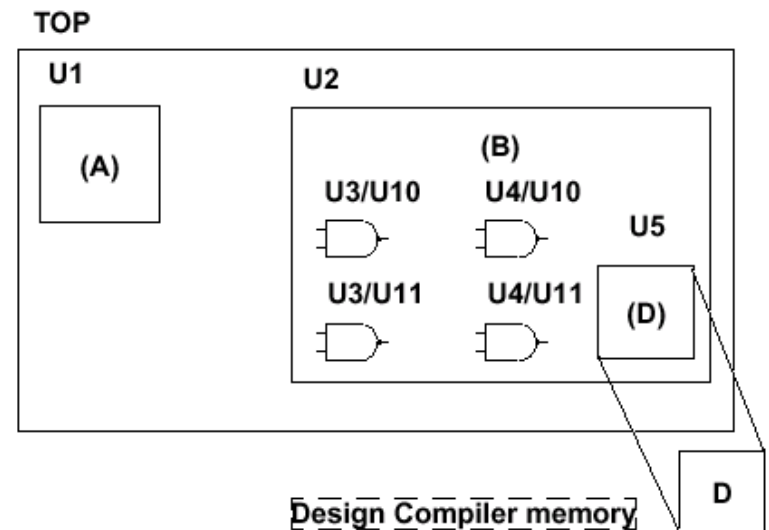 TOP
U1
U2
(A)
(B)
U3/U10 U4/U10
U5
U3/U11 U4/U11
(D)
D
Design Compiler memory